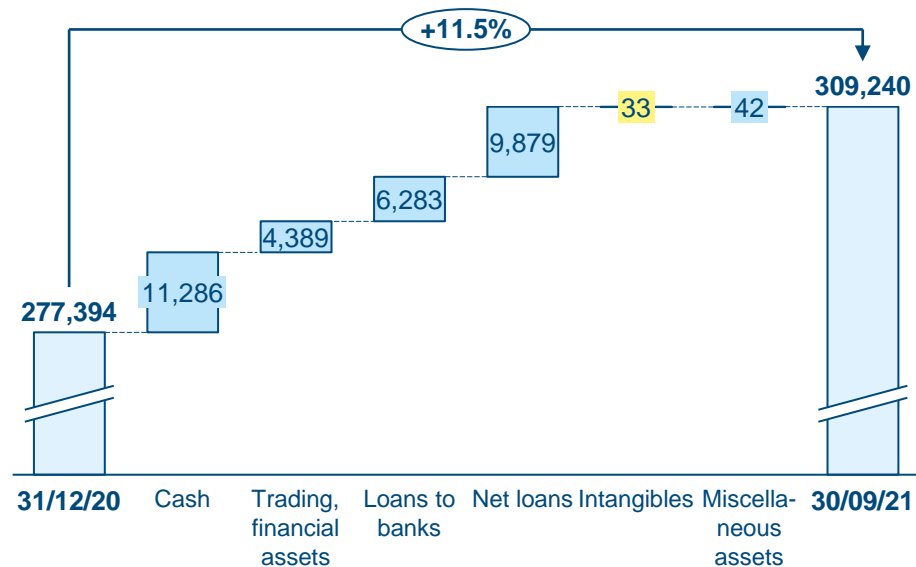 +11.5%
309,240
33
42
9,879
6,283
4,389
11,286
277,394
31/12/20
Cash
Trading,
financial
assets
Loans to
banks
Net loans
Intangibles
Miscella-
neous
assets
30/09/21